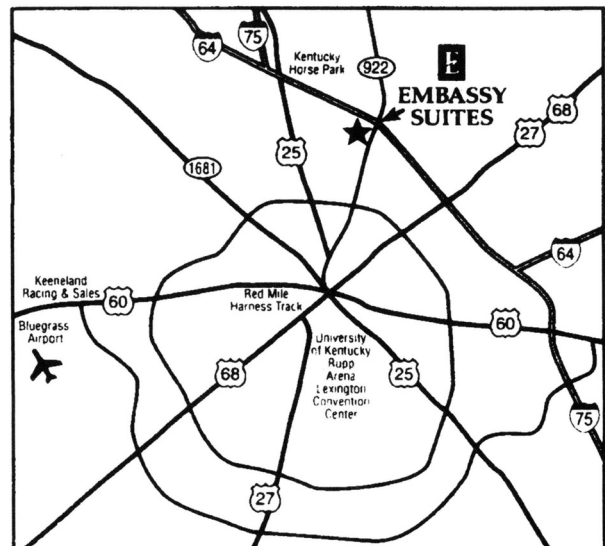 75
64
Kentucky
Horse Park
922
E
EMBASSY
SUITES
68
27
25
1681
64
Keeneland
Racing & Sales
60
Red Mile
Harness Track
60
Bluegrass
Airport
University
of Kentucky
Rupp
Arena
Lexington
Convention
Center
68
25
75
27